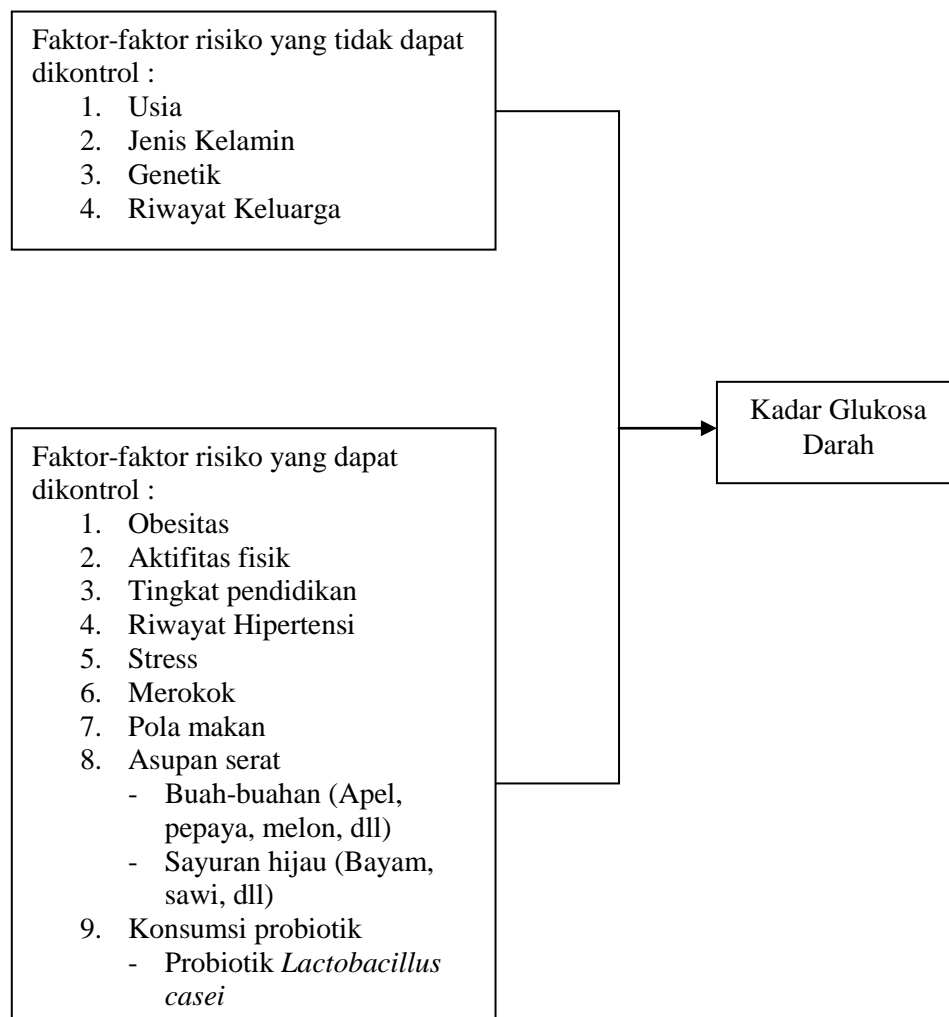 Faktor-faktor risiko yang tidak dapat
dikontrol :
1. Usia
2. Jenis Kelamin
3. Genetik
4. Riwayat Keluarga
Kadar Glukosa
Darah
Faktor-faktor risiko yang dapat
dikontrol :
1. Obesitas
2. Aktifitas fisik
3. Tingkat pendidikan
4. Riwayat Hipertensi
5. Stress
6. Merokok
7. Pola makan
8. Asupan serat
- Buah-buahan (Apel,
pepaya, melon, dll)
- Sayuran hijau (Bayam,
sawi, dll)
9. Konsumsi probiotik
- Probiotik Lactobacillus
casei